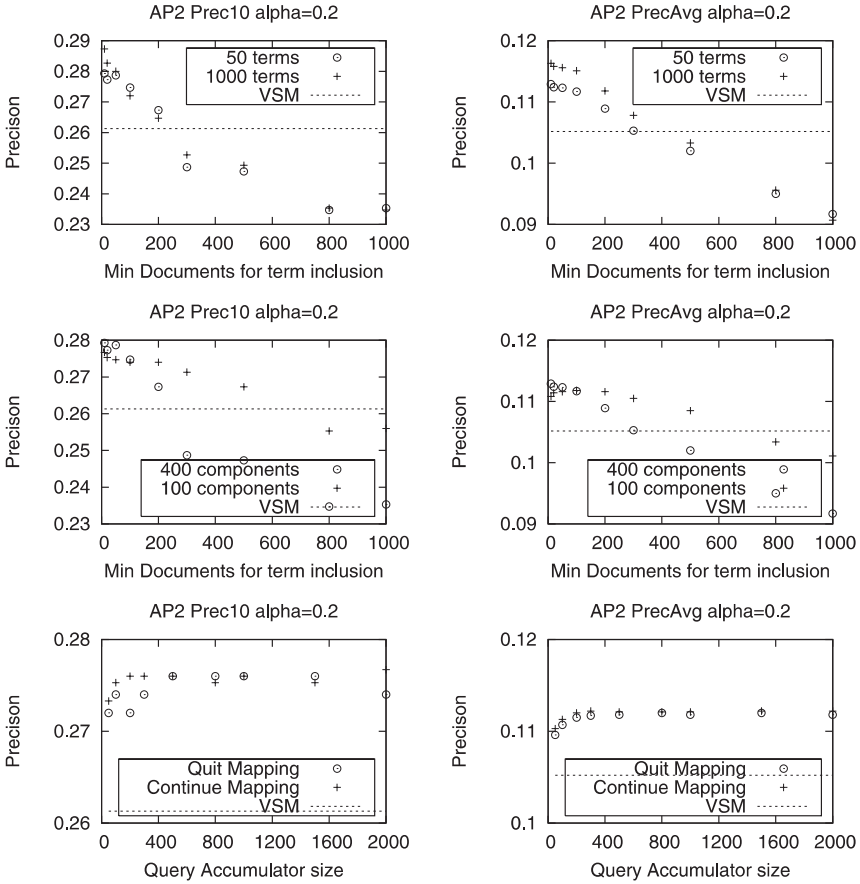 AP2 Prec10 alpha=0.2
0.29
0.28
0.27
0.26
0.25
0.24
0.23
Precison
50 terms
1000 terms
VSM
0 200 400 600 800 1000
Min Documents for term inclusion
AP2 PrecAvg alpha=0.2
0.12
0.11
0.1
0.09
Precison
50 terms
1000 terms
VSM
0 200 400 600 800 1000
Min Documents for term inclusion
AP2 Prec10 alpha=0.2
0.28
0.27
0.26
0.25
0.24
0.23
Precison
400 components
100 components
VSM
0 200 400 600 800 1000
Min Documents for term inclusion
AP2 PrecAvg alpha=0.2
0.12
0.11
0.1
0.09
Precison
400 components
100 components
VSM
0 200 400 600 800 1000
Min Documents for term inclusion
AP2 Prec10 alpha=0.2
0.28
0.27
0.26
Precison
Quit Mapping
Continue Mapping
VSM
0 400 800 1200 1600 2000
Query Accumulator size
AP2 PrecAvg alpha=0.2
0.12
0.11
0.1
Precison
Quit Mapping
Continue Mapping
VSM
0 400 800 1200 1600 2000
Query Accumulator size